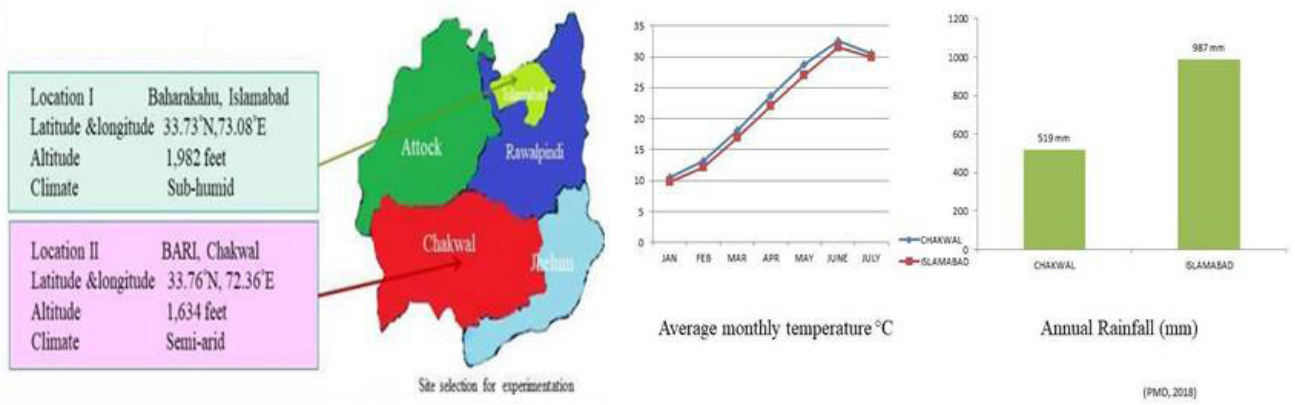 Location I Baharakahu, Islamabad
Latitude &longitude 33.73°N,73.08°E
Altitude 1,982 feet
Climate Sub-humid
Location II BARI, Chakwal
Latitude &longitude 33.76°N, 72.36°E
Altitude 1,634 feet
Climate Semi-arid
Islamabad
Attock
Rawalpindi
Chakwal
Jhelum
Site selection for experimentation
35
30
25
20
15
10
5
0
JAN FEB MAR APR MAY JUNE JULY
CHAKWAL
ISLAMABAD
Average monthly temperature °C
1200
1000
800
600
400
200
0
519 mm
987 mm
CHAKWAL ISLAMABAD
Annual Rainfall (mm)
(PMD, 2018)